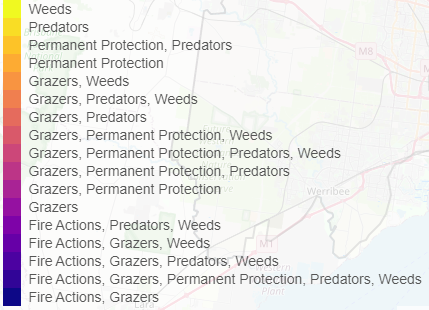 Weeds
Predators
Permanent Protection, Predators
M8
Permanent Protection
Grazers, Weeds
Grazers, Predators, Weeds
Grazers, Predators
Grazers, Permanent Protection, Weeds
Grazers, Permanent Protection, Predators, Weeds
Grazers, Permanent Protection, Predators
Grazers, Permanent Protection
Werribee
Grazers
Fire Actions, Predators, Weeds
Fire Actions, Grazers, Weeds
M1
Fire Actions, Grazers, Predators, Weeds
Western
Fire Actions, Grazers, Permanent Protection, Predators, Weeds
Plant
Fire Actions, Grazers
Lara